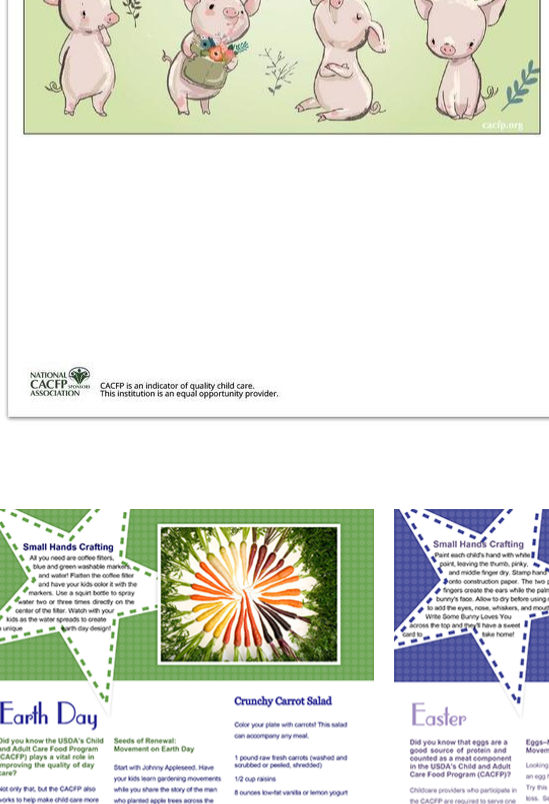 cacfp.org
NATIONAL
CACFP SPONSORS
ASSOCIATION
CACFP is an indicator of quality child care.
This institution is an equal opportunity provider.
Small Hands Crafting
All you need are coffee filters,
blue and green washable markers,
and water! Flatten the coffee filter
and have your kids color it with the
markers. Use a squirt bottle to spray
water two or three times directly on the
center of the filter. Watch with your
kids as the water spreads to create
unique earth day design!
Earth Day
Did you know the USDA's Child
and Adult Care Food Program
(CACFP) plays a vital role in
improving the quality of day
care?
Not only that, but the CACFP also
works to help make child care more
Seeds of Renewal:
Movement on Earth Day
Start with Johnny Appleseed. Have
your kids learn gardening movements
while you share the story of the man
who planted apple trees across the
Crunchy Carrot Salad
Color your plate with carrots! This salad
can accompany any meal.
1 pound raw fresh carrots (washed and
scrubbed or peeled, shredded)
1/2 cup raisins
8 ounces low-fat vanilla or lemon yogurt
Small Hands Crafting
Paint each child's hand with white
paint, leaving the thumb, pinky,
and middle finger dry. Stamp hand
onto construction paper. The two
fingers create the ears while the palm
bunny's face. Allow to dry before using
to add the eyes, nose, whiskers, and mouth
Write Some Bunny Loves You
across the top and they'll have a sweet
card to take home!
Easter
Did you know that eggs are a
good source of protein and
counted as a meat component
in the USDA's Child and Adult
Care Food Program (CACFP)?
Childcare providers who participate in
the CACFP are required to serve one
Eggs-
Movem
Looking
an egg
Try this